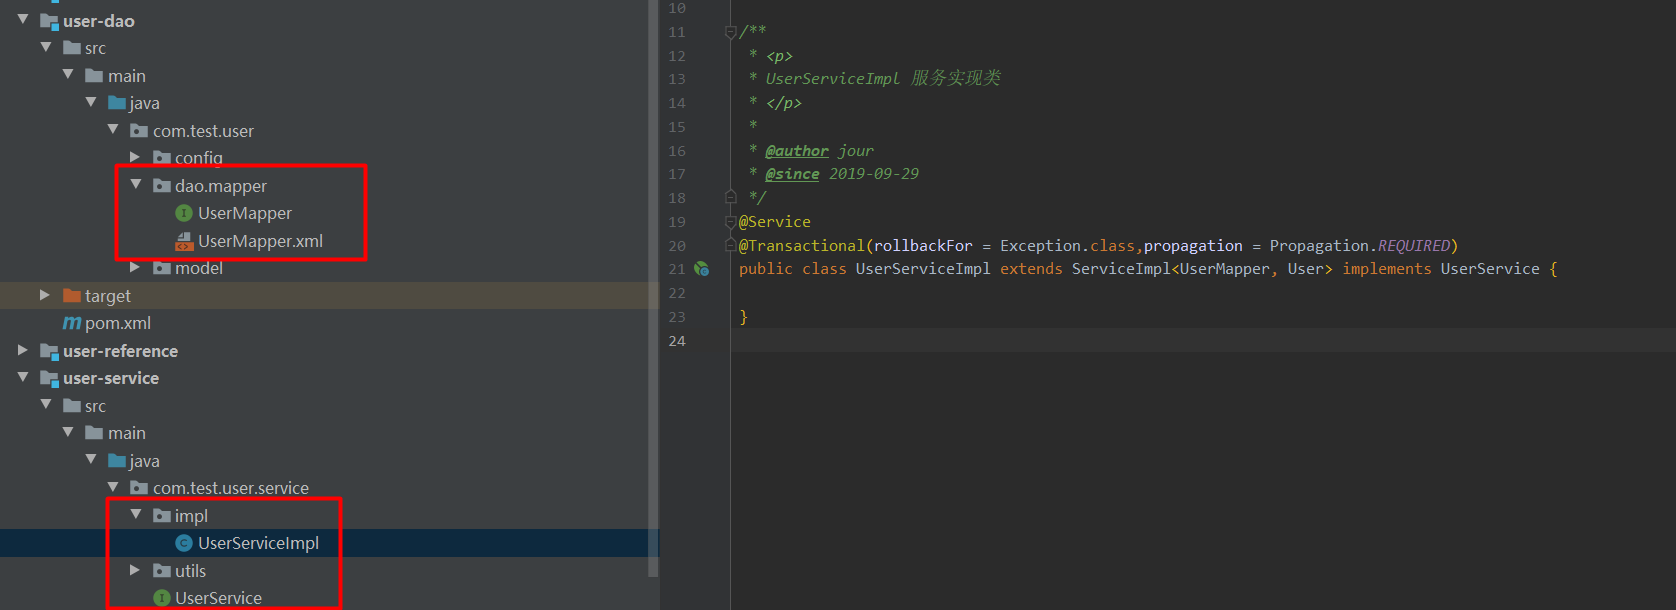 user-dao
src
main
java
com.test.user
config
dao.mapper
UserMapper
UserMapper.xml
model
target
pom.xml
user-reference
user-service
src
main
java
com.test.user.service
impl
UserServiceImpl
utils
UserService
10
11 /**
12 * <p>
13 * UserServiceImpl 服务实现类
14 * </p>
15 *
16 * @author jour
17 * @since 2019-09-29
18 */
19 @Service
20 @Transactional(rollbackFor = Exception.class,propagation = Propagation.REQUIRED)
21 public class UserServiceImpl extends ServiceImpl<UserMapper, User> implements UserService {
22
23 }
24